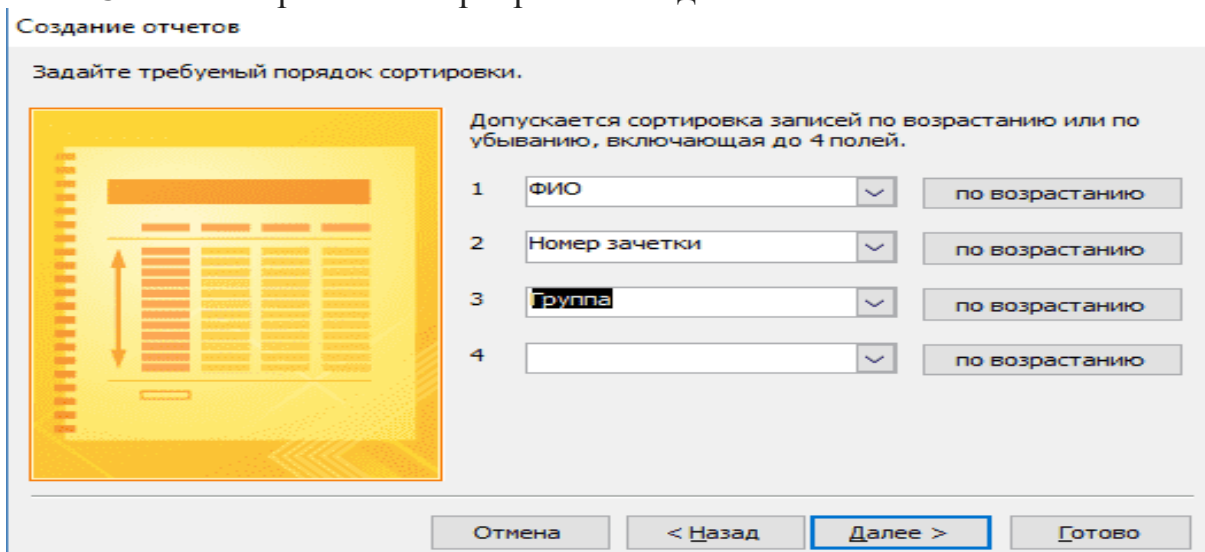 Создание отчетов
Задайте требуемый порядок сортировки.
Допускается сортировка записей по возрастанию или по
убыванию, включающая до 4 полей.
1 ФИО по возрастанию
2 Номер зачетки по возрастанию
3 Группа по возрастанию
4 по возрастанию
Отмена < Назад Далее > Готово